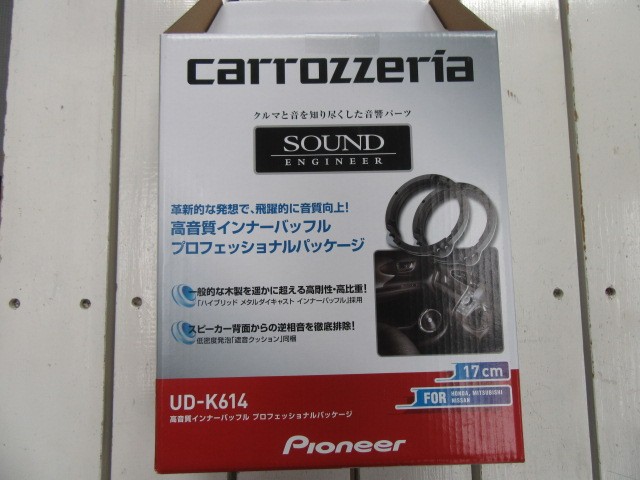 carrozzeria
クルマと音を知り尽くした音響パーツ
SOUND
ENGINEER
革新的な発想で、飛躍的に音質向上!
高音質インナーバッフル
プロフェッショナルパッケージ
一般的な木製を遥かに超える高剛性・高比重!
「ハイブリッド メタルダイキャスト インナーバッフル」採用
スピーカー背面からの逆相音を徹底排除!
低密度発泡「遮音クッション」同梱
17cm
FOR HONDA, MITSUBISHI
NISSAN
UD-K614
高音質インナーバッフル プロフェッショナルパッケージ
Pioneer